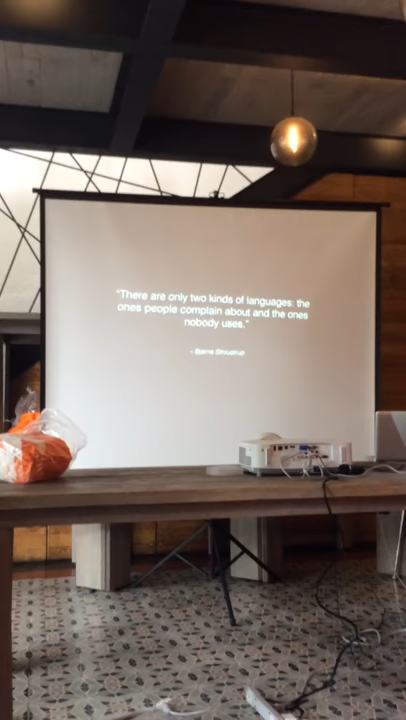 "There are only two kinds of languages: the
ones people complain about and the ones
nobody uses."
- Bjarne Stroustrup